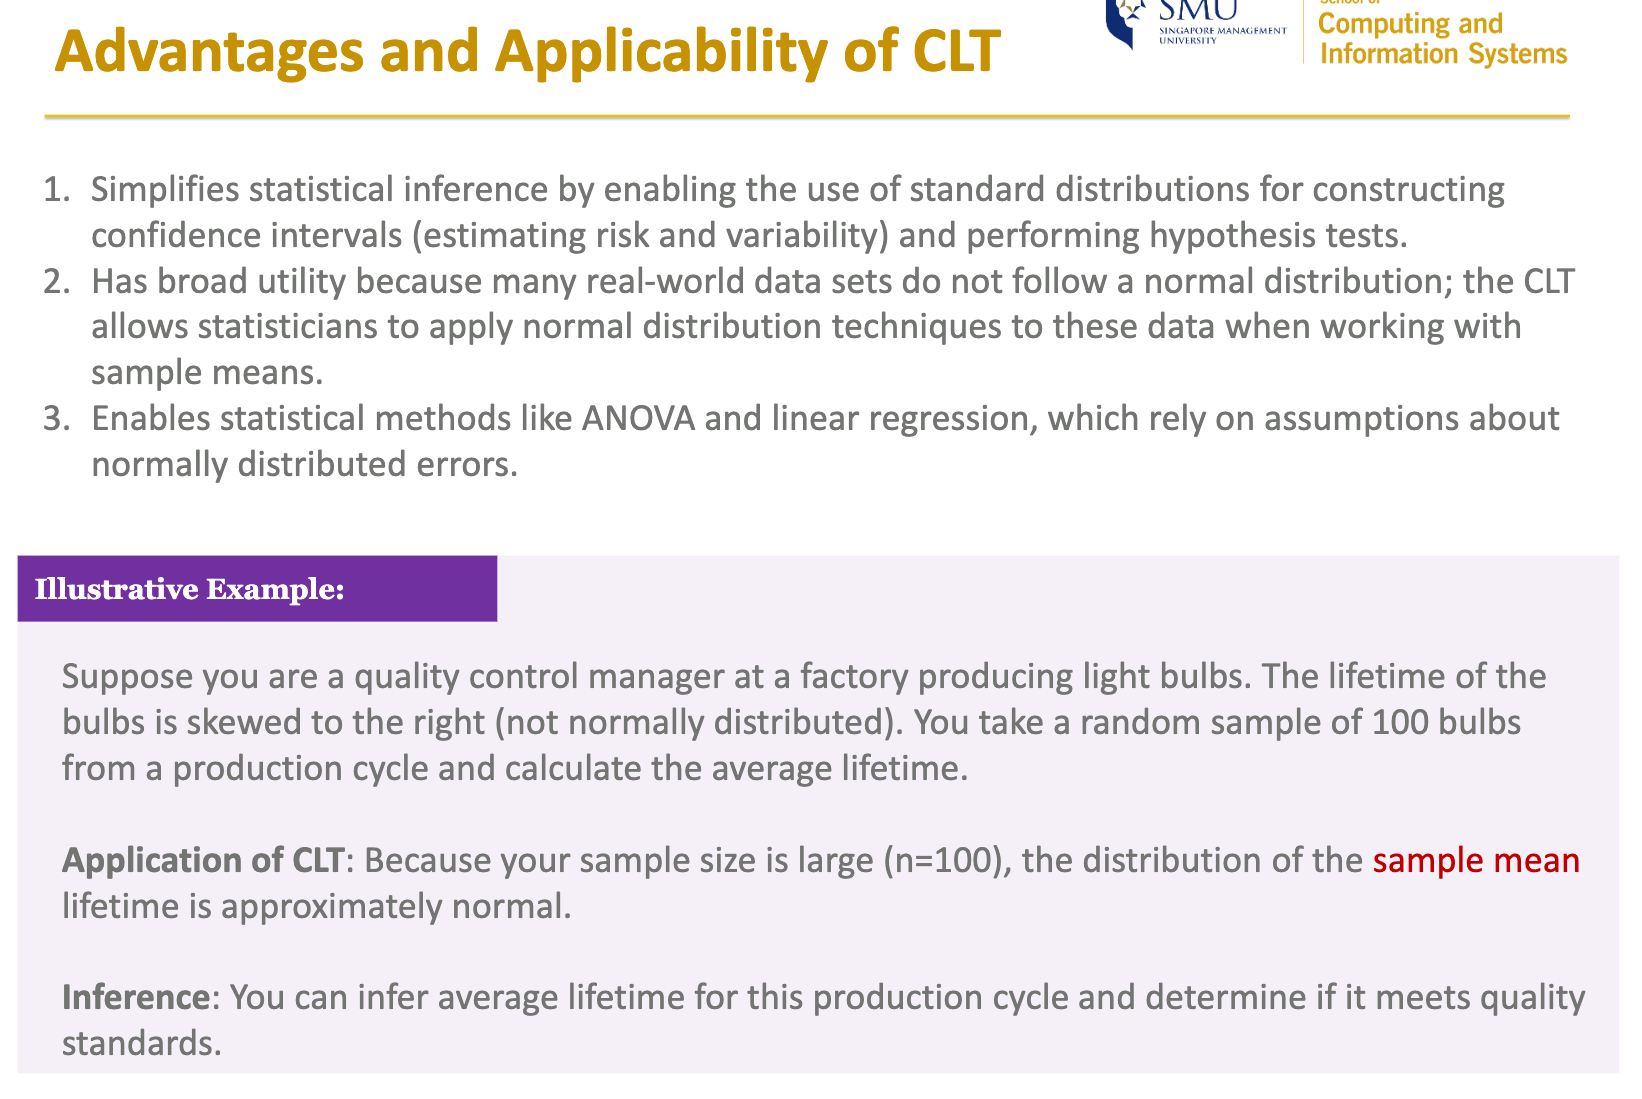 Advantages and Applicability of CLT
SMU
SINGAPORE MANAGEMENT
UNIVERSITY
School of
Computing and
Information Systems
1. Simplifies statistical inference by enabling the use of standard distributions for constructing
confidence intervals (estimating risk and variability) and performing hypothesis tests.
2. Has broad utility because many real-world data sets do not follow a normal distribution; the CLT
allows statisticians to apply normal distribution techniques to these data when working with
sample means.
3. Enables statistical methods like ANOVA and linear regression, which rely on assumptions about
normally distributed errors.
Illustrative Example:
Suppose you are a quality control manager at a factory producing light bulbs. The lifetime of the
bulbs is skewed to the right (not normally distributed). You take a random sample of 100 bulbs
from a production cycle and calculate the average lifetime.
Application of CLT: Because your sample size is large (n=100), the distribution of the sample mean
lifetime is approximately normal.
Inference: You can infer average lifetime for this production cycle and determine if it meets quality
standards.